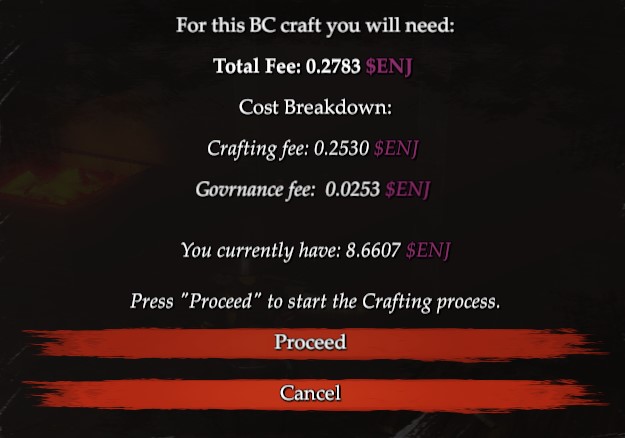 For this BC craft you will need:
Total Fee: 0.2783 $ENJ
Cost Breakdown:
Crafting fee: 0.2530 $ENJ
Govrnance fee: 0.0253 $ENJ
You currently have: 8.6607 $ENJ
Press "Proceed" to start the Crafting process.
Proceed
Cancel